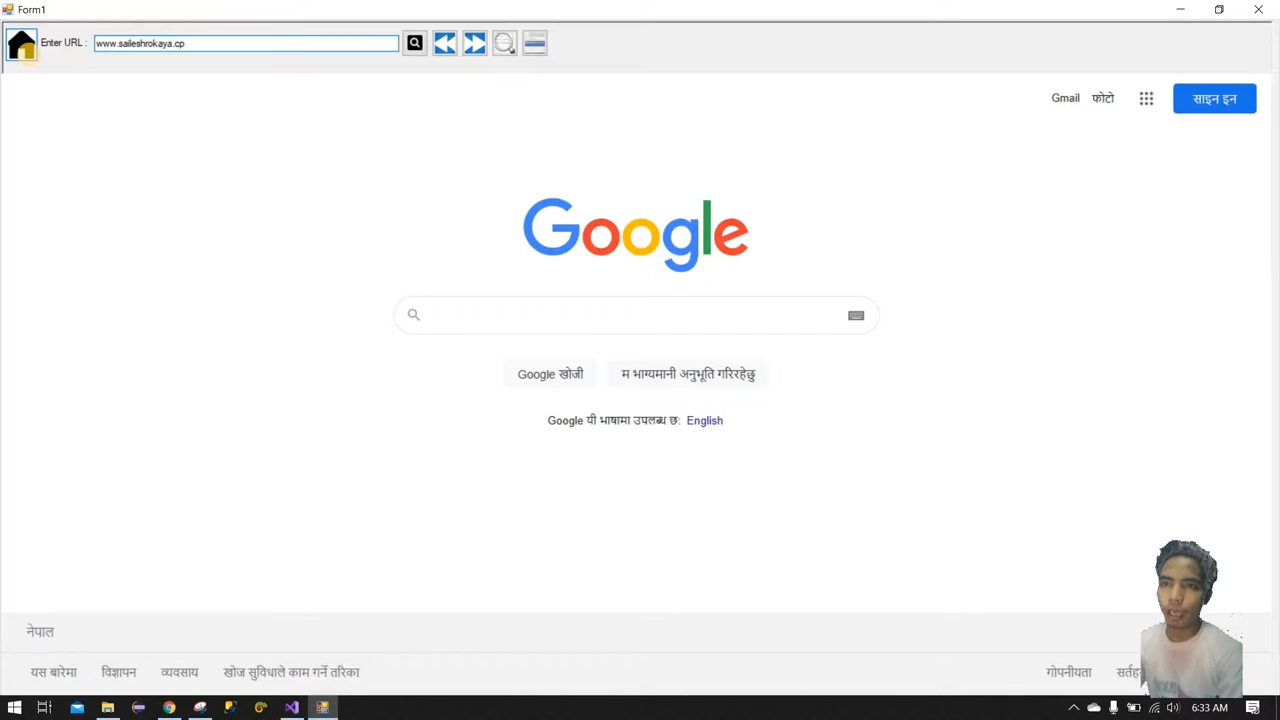 Form1
Enter URL :
www.saileshrokaya.cp
Gmail
फोटो
साइन इन
Google
Google खोजी
म भाग्यमानी अनुभूति गरिरहेछु
Google यी भाषामा उपलब्ध छ: English
नेपाल
यस बारेमा
विज्ञापन
व्यवसाय
खोज सुविधाले काम गर्ने तरिका
गोपनीयता
6:33 AM